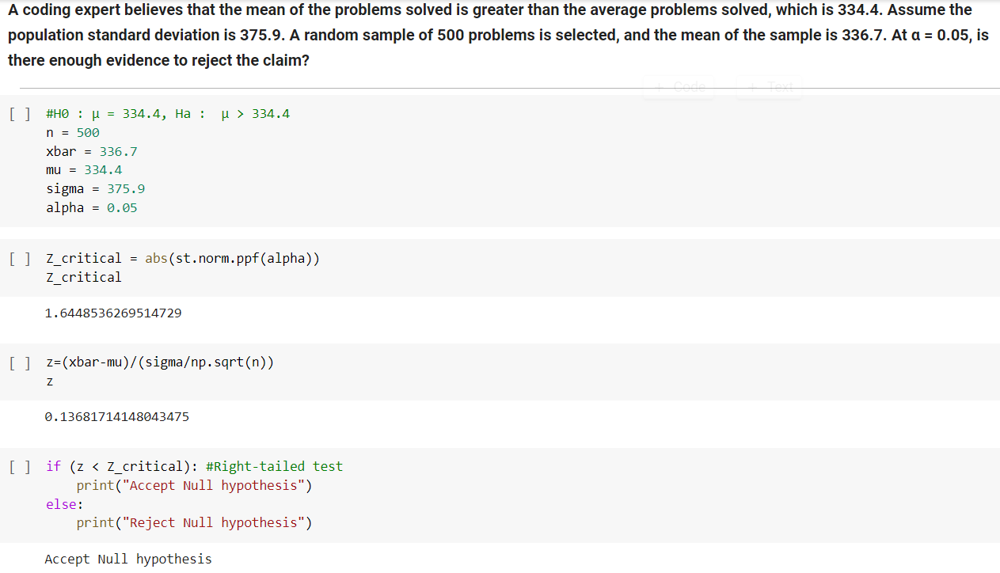 A coding expert believes that the mean of the problems solved is greater than the average problems solved, which is 334.4. Assume the
population standard deviation is 375.9. A random sample of 500 problems is selected, and the mean of the sample is 336.7. At α = 0.05, is
there enough evidence to reject the claim?
+ Code + Text
[ ] #H0 : µ = 334.4, Ha :  µ > 334.4
n = 500
xbar = 336.7
mu = 334.4
sigma = 375.9
alpha = 0.05
[ ] Z_critical = abs(st.norm.ppf(alpha))
Z_critical
1.6448536269514729
[ ] z=(xbar-mu)/(sigma/np.sqrt(n))
z
0.13681714148043475
[ ] if (z < Z_critical): #Right-tailed test
    print("Accept Null hypothesis")
else:
    print("Reject Null hypothesis")
Accept Null hypothesis